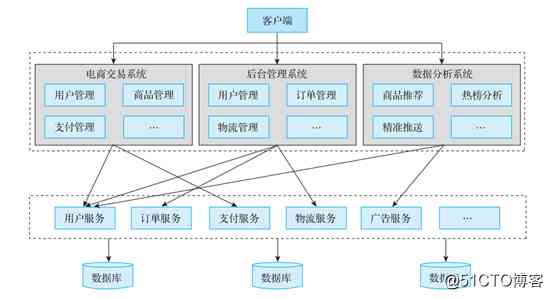 客户端
电商交易系统
后台管理系统
数据分析系统
用户管理
商品管理
用户管理
订单管理
商品推荐
热榜分析
支付管理
…
物流管理
…
精准推送
…
用户服务
订单服务
支付服务
物流服务
广告服务
…
数据库
数据库
数据
@51CTO博客